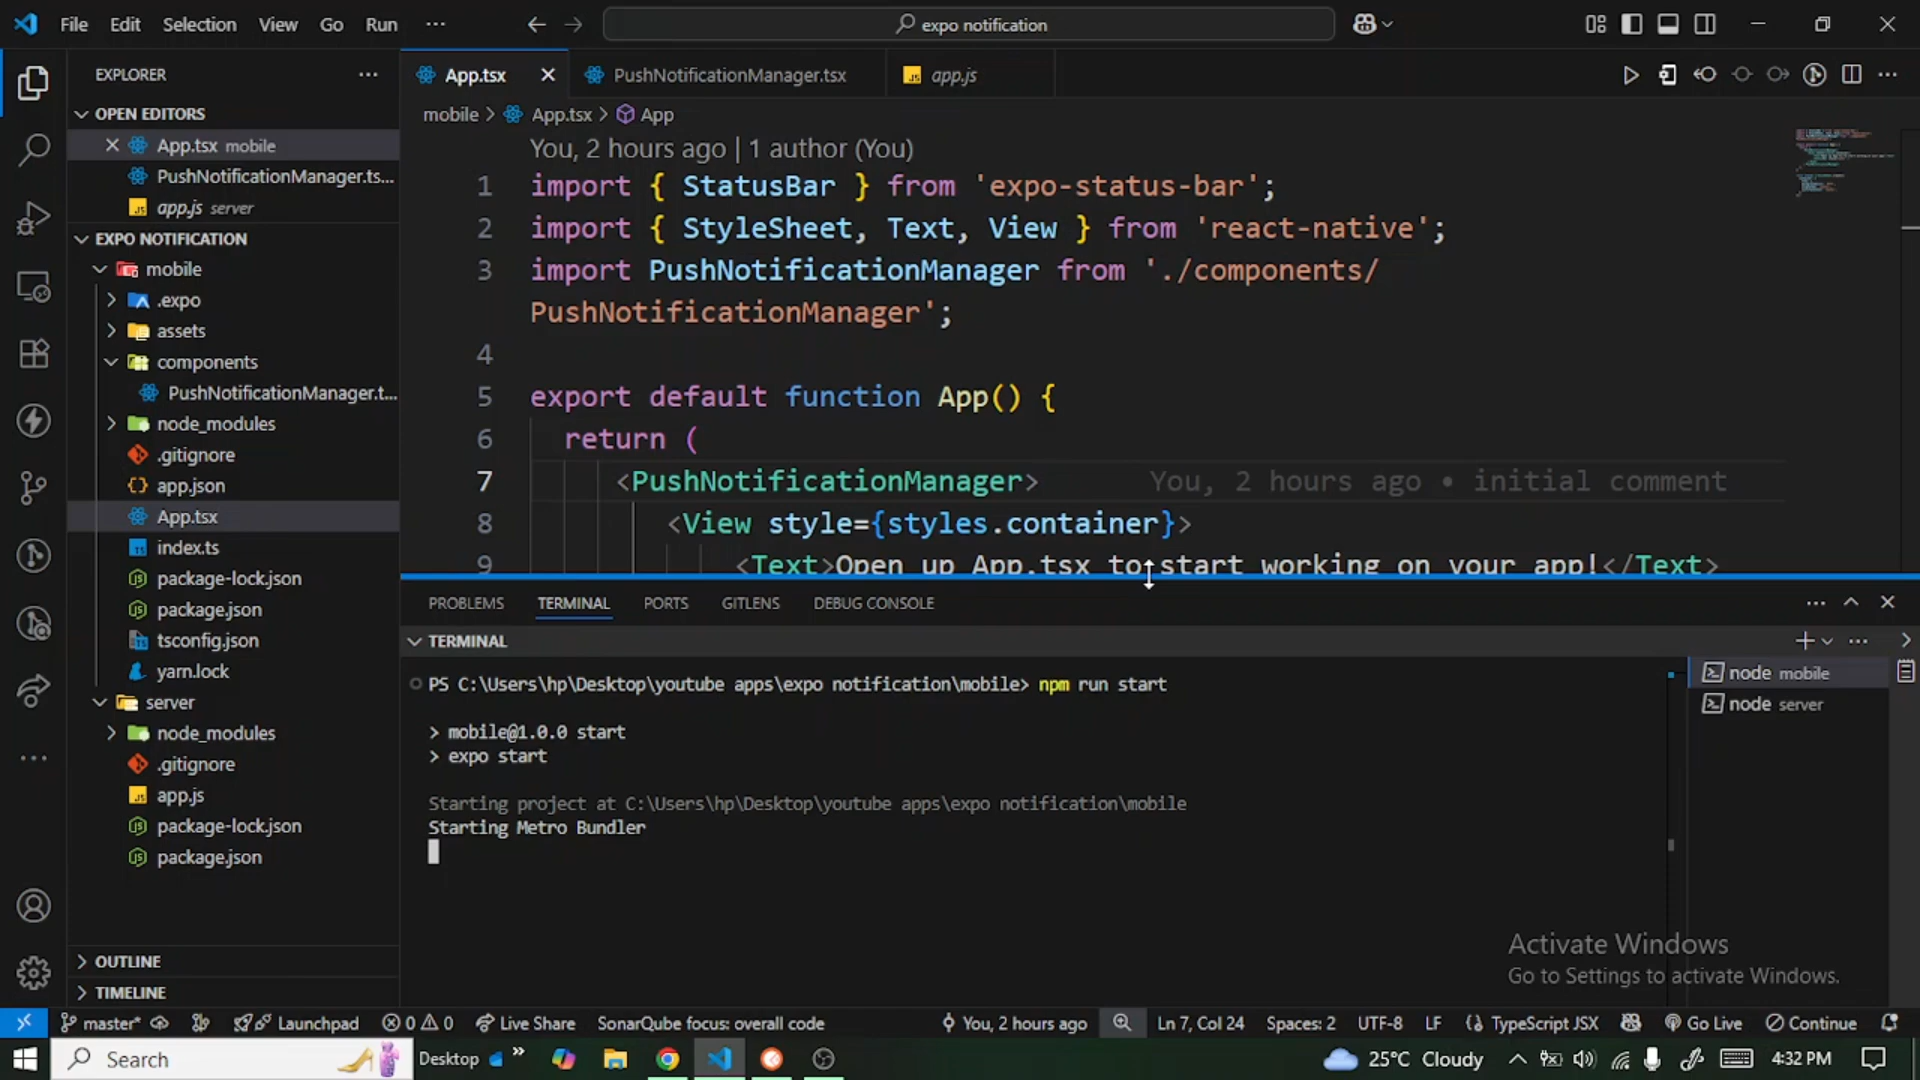 File Edit Selection View Go Run ··· expo notification
EXPLORER
OPEN EDITORS
App.tsx mobile
PushNotificationManager.ts...
app.js server
EXPO NOTIFICATION
mobile
.expo
assets
components
PushNotificationManager.t...
node_modules
.gitignore
app.json
App.tsx
index.ts
package-lock.json
package.json
tsconfig.json
yarn.lock
server
node_modules
.gitignore
app.js
package-lock.json
package.json
OUTLINE
TIMELINE
App.tsx PushNotificationManager.tsx app.js
mobile > App.tsx > App
You, 2 hours ago | 1 author (You)
1 import { StatusBar } from 'expo-status-bar';
2 import { StyleSheet, Text, View } from 'react-native';
3 import PushNotificationManager from './components/
PushNotificationManager';
4
5 export default function App() {
6 return (
7 <PushNotificationManager> You, 2 hours ago • initial comment
8 <View style={styles.container}>
9 <Text>Open up App.tsx to start working on your app!</Text>
PROBLEMS TERMINAL PORTS GITLENS DEBUG CONSOLE
TERMINAL
PS C:\Users\hp\Desktop\youtube apps\expo notification\mobile> npm run start
> mobile@1.0.0 start
> expo start
Starting project at C:\Users\hp\Desktop\youtube apps\expo notification\mobile
Starting Metro Bundler
node mobile
node server
Activate Windows
Go to Settings to activate Windows.
master* Launchpad 0 0 Live Share SonarQube focus: overall code You, 2 hours ago Ln 7, Col 24 Spaces: 2 UTF-8 LF TypeScript JSX Go Live Continue
Search Desktop 25°C Cloudy 4:32 PM